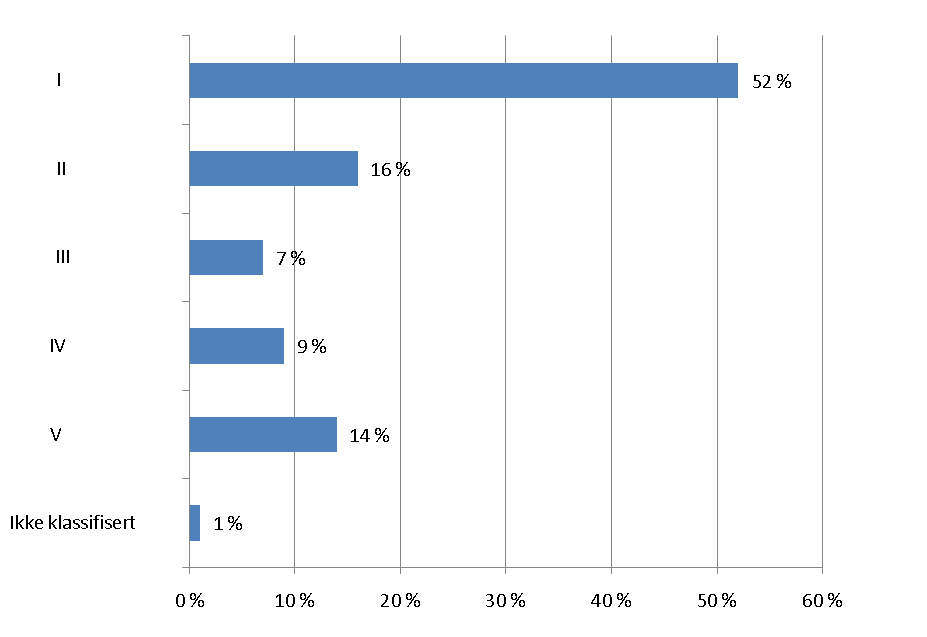 I 52 %
II 16 %
III 7 %
IV 9 %
V 14 %
Ikke klassifisert 1 %
0 % 10 % 20 % 30 % 40 % 50 % 60 %